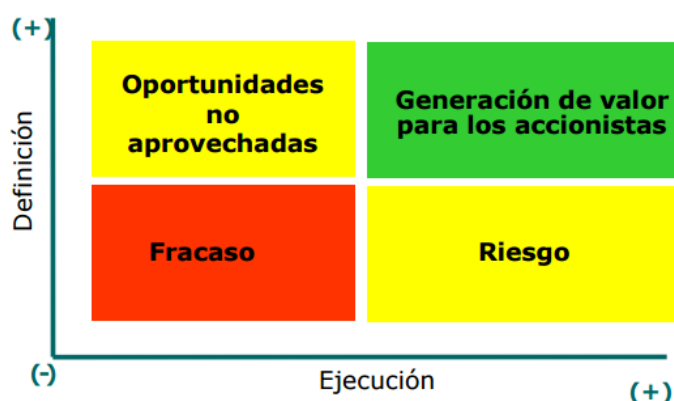 (+)
Definición
Oportunidades
no
aprovechadas
Generación de valor
para los accionistas
Fracaso
Riesgo
(-)
Ejecución
(+)